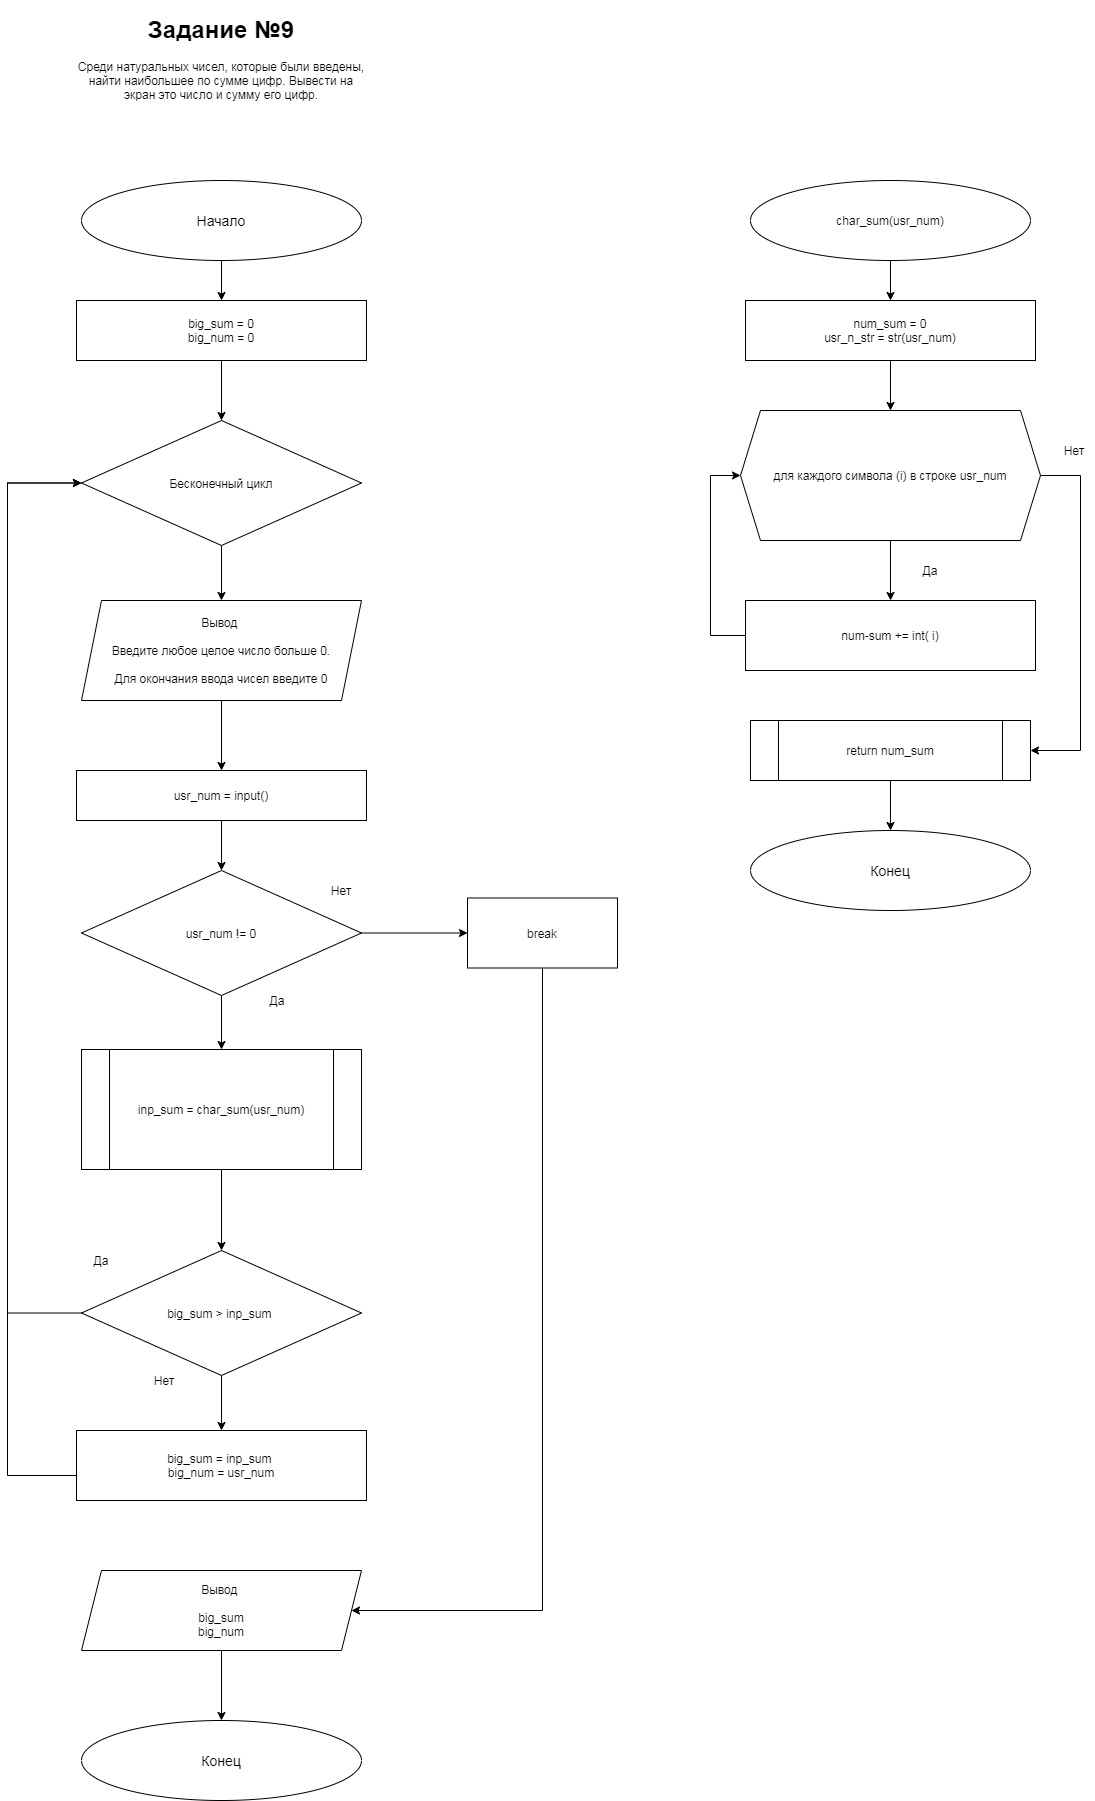 Задание №9
Среди натуральных чисел, которые были введены,
найти наибольшее по сумме цифр. Вывести на
экран это число и сумму его цифр.
Начало
big_sum = 0
big_num = 0
Бесконечный цикл
Вывод
Введите любое целое число больше 0.
Для окончания ввода чисел введите 0
usr_num = input()
usr_num != 0
Нет
break
Да
inp_sum = char_sum(usr_num)
Да
big_sum > inp_sum
Нет
big_sum = inp_sum
big_num = usr_num
Вывод
big_sum
big_num
Конец
char_sum(usr_num)
num_sum = 0
usr_n_str = str(usr_num)
Нет
для каждого символа (i) в строке usr_num
Да
num-sum += int( i)
return num_sum
Конец